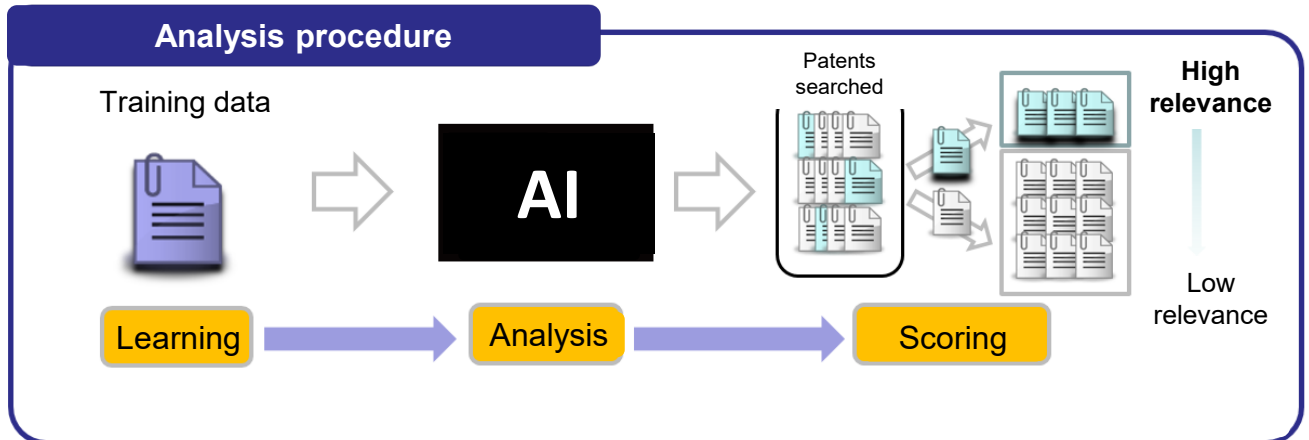 Analysis procedure
Training data
AI
Patents
searched
High
relevance
Low
relevance
Learning
Analysis
Scoring